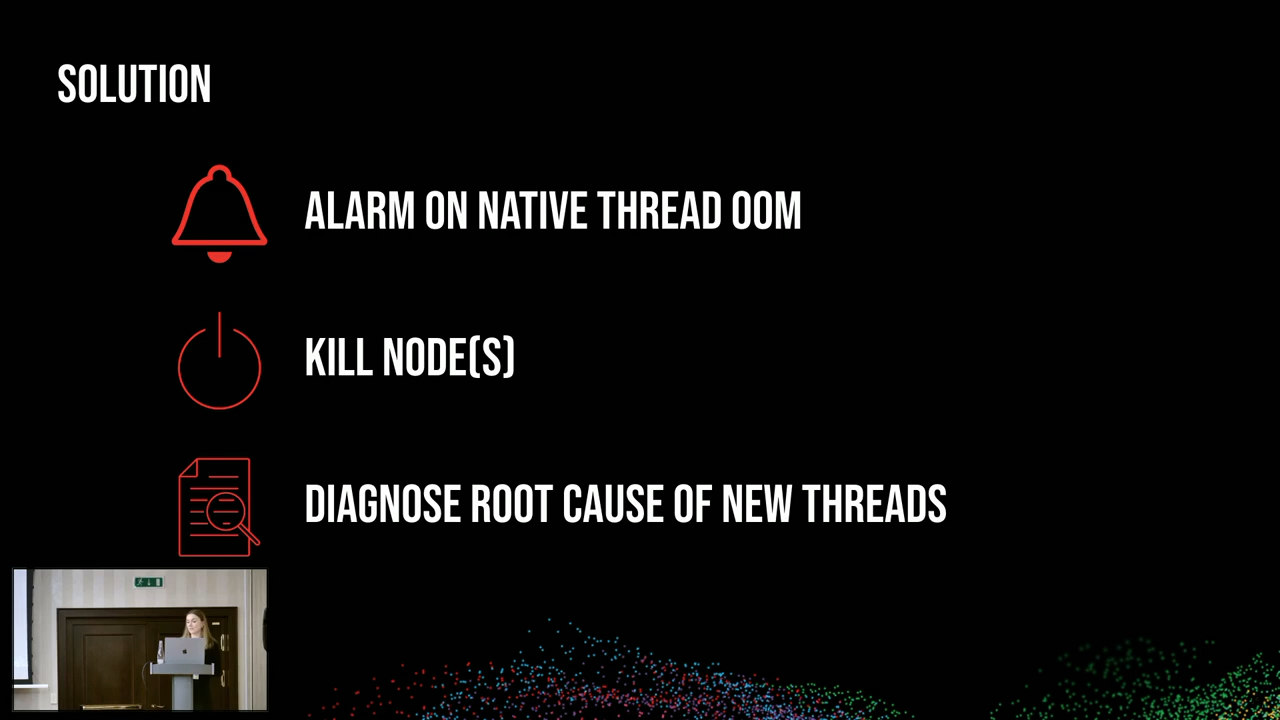 SOLUTION
ALARM ON NATIVE THREAD OOM
KILL NODE(S)
DIAGNOSE ROOT CAUSE OF NEW THREADS